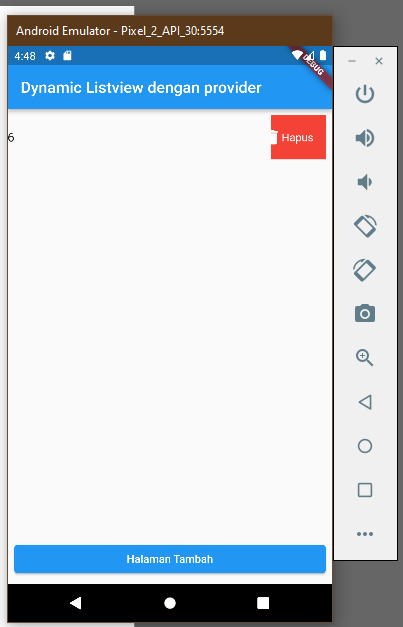 Android Emulator - Pixel_2_API_30:5554
4:48
DEBUG
Dynamic Listview dengan provider
6
Hapus
Halaman Tambah